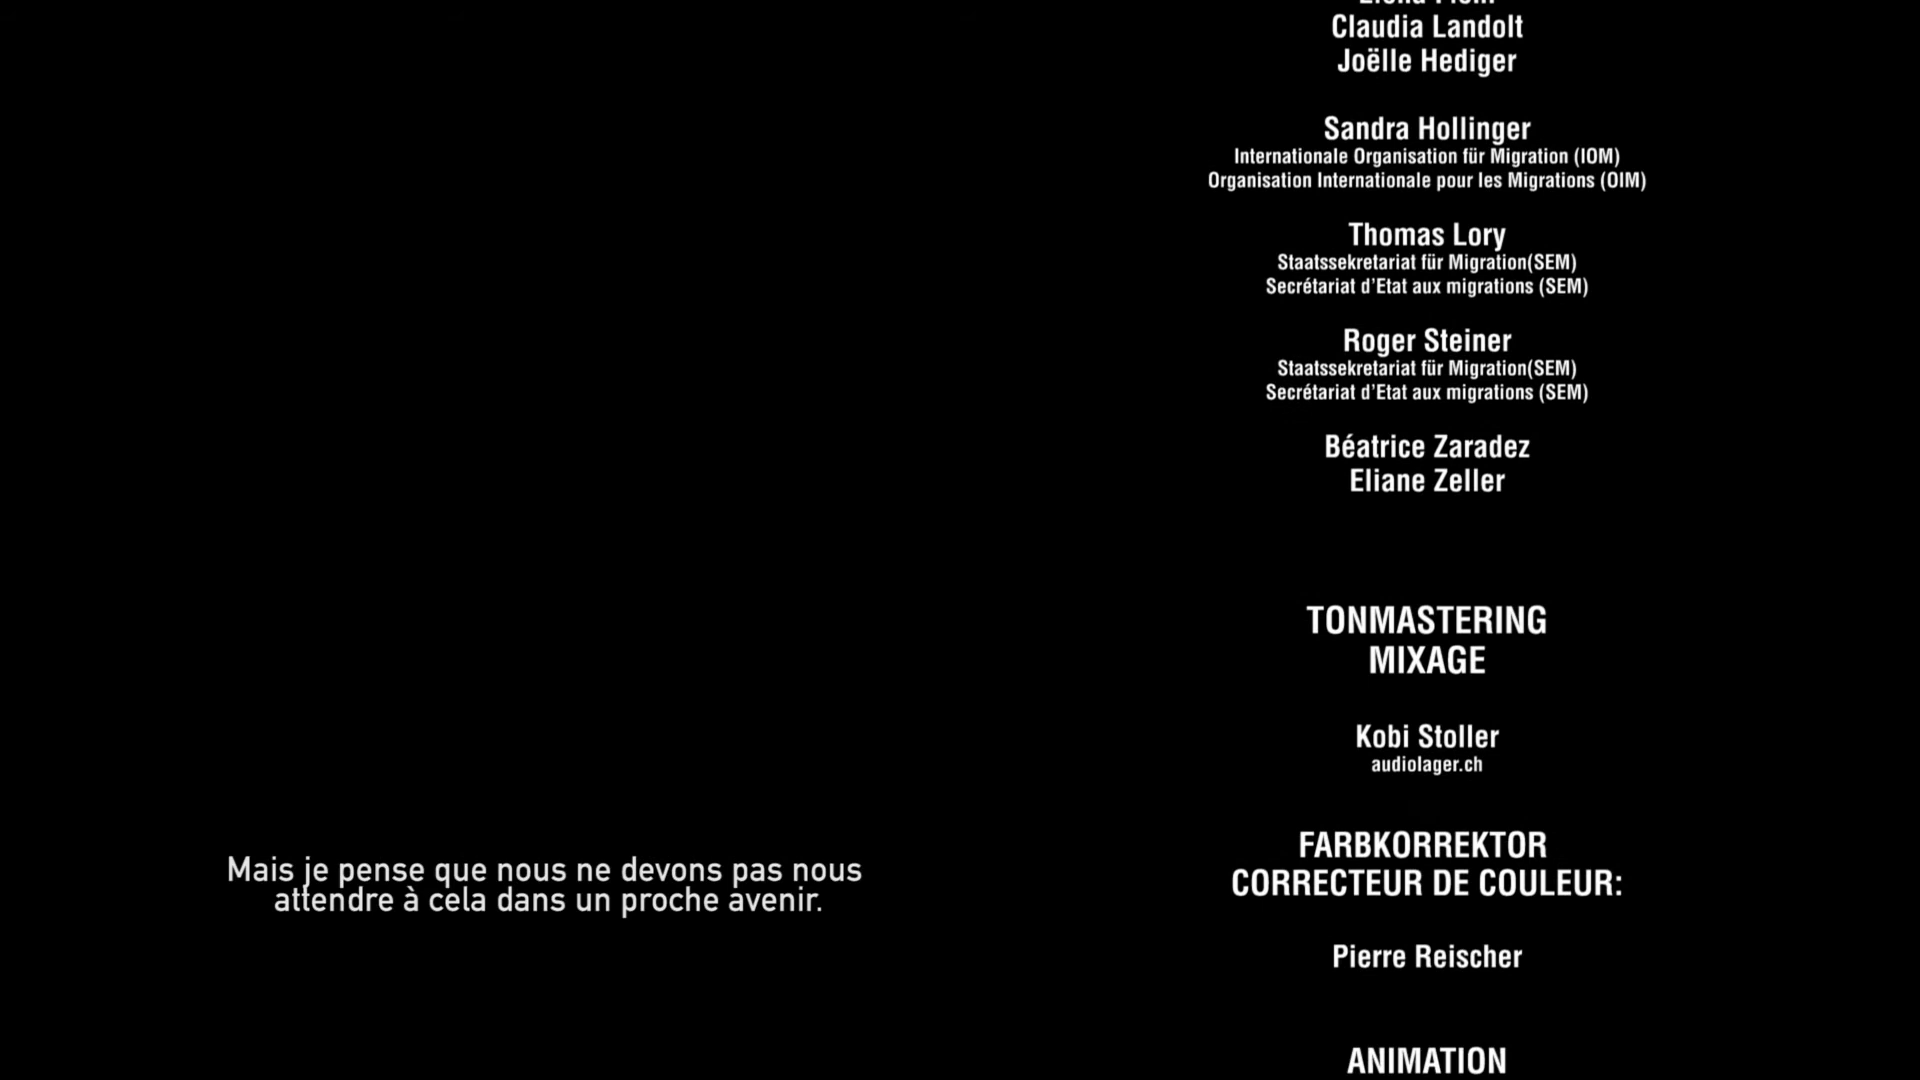 Claudia Landolt
Joëlle Hediger
Sandra Hollinger
Internationale Organisation für Migration (IOM)
Organisation Internationale pour les Migrations (OIM)
Thomas Lory
Staatssekretariat für Migration(SEM)
Secrétariat d'Etat aux migrations (SEM)
Roger Steiner
Staatssekretariat für Migration(SEM)
Secrétariat d'Etat aux migrations (SEM)
Béatrice Zaradez
Eliane Zeller
TONMASTERING
MIXAGE
Kobi Stoller
audiolager.ch
FARBKORREKTOR
CORRECTEUR DE COULEUR:
Pierre Reischer
ANIMATION
Mais je pense que nous ne devons pas nous
attendre à cela dans un proche avenir.